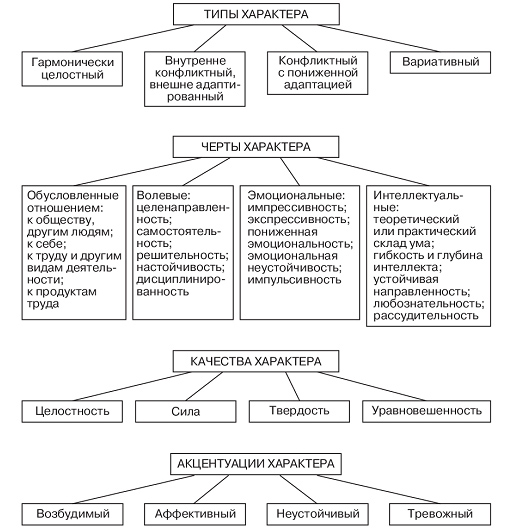 ТИПЫ ХАРАКТЕРА
Гармонически
целостный
Внутренне
конфликтный,
внешне адапти-
рованный
Конфликтный
с пониженной
адаптацией
Вариативный
ЧЕРТЫ ХАРАКТЕРА
Обусловленные
отношением:
к обществу,
другим людям;
к себе;
к труду и другим
видам деятель-
ности;
к продуктам
труда
Волевые:
целенаправлен-
ность;
самостоятель-
ность;
решительность;
настойчивость;
дисциплиниро-
ванность
Эмоциональные:
импрессивность;
экспрессивность;
пониженная
эмоциональность;
эмоциональная
неустойчивость;
импульсивность
Интеллектуаль-
ные:
теоретический
или практический
склад ума;
гибкость и глубина
интеллекта;
устойчивая
направленность;
любознательность;
рассудительность
КАЧЕСТВА ХАРАКТЕРА
Целостность
Сила
Твердость
Уравновешенность
АКЦЕНТУАЦИИ ХАРАКТЕРА
Возбудимый
Аффективный
Неустойчивый
Тревожный